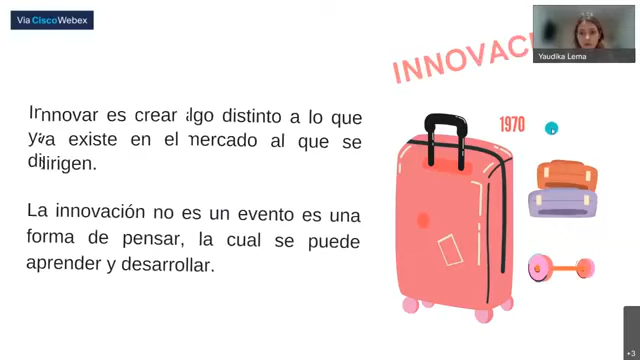 Via CiscoWebex
INNOVAC
Yaudika Lema
Innovar es crear algo distinto a lo que
ya existe en el mercado al que se
dirigen.
1970
La innovación no es un evento es una
forma de pensar, la cual se puede
aprender y desarrollar.
+3